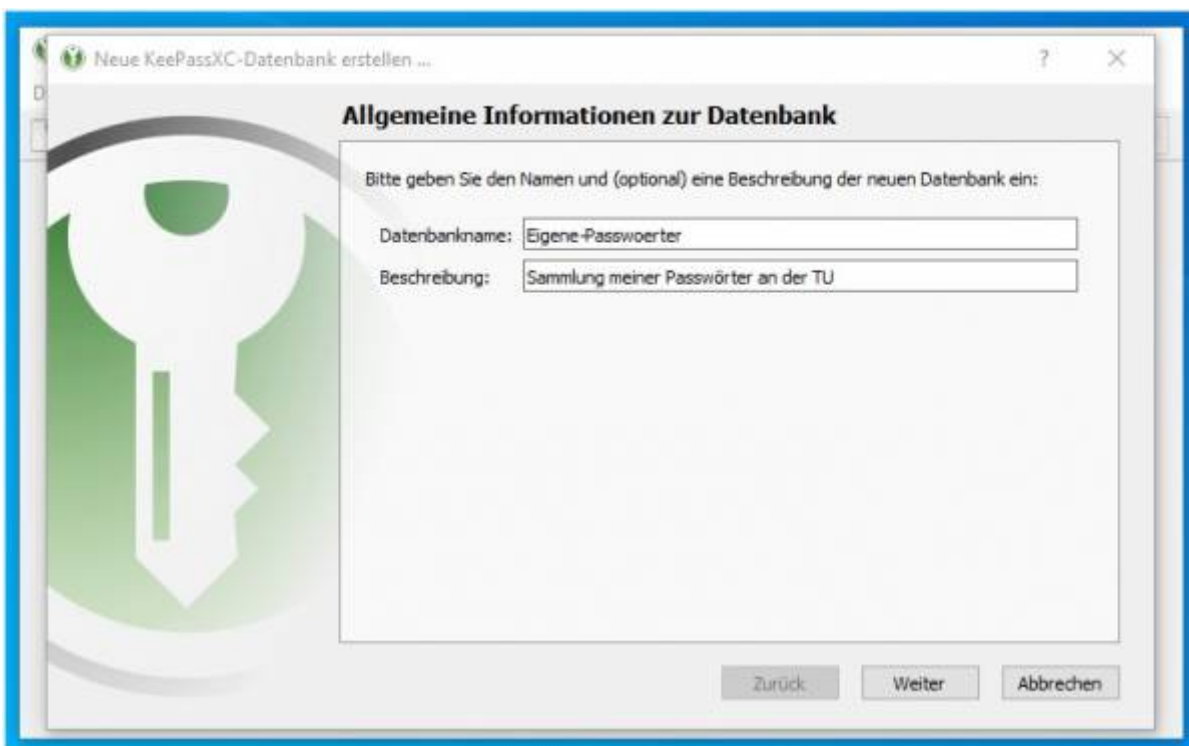 Neue KeePassXC-Datenbank erstellen ...
?
Allgemeine Informationen zur Datenbank
Bitte geben Sie den Namen und (optional) eine Beschreibung der neuen Datenbank ein:
Datenbankname: Eigene-Passwoerter
Beschreibung: Sammlung meiner Passwörter an der TU
Zurück Weiter Abbrechen